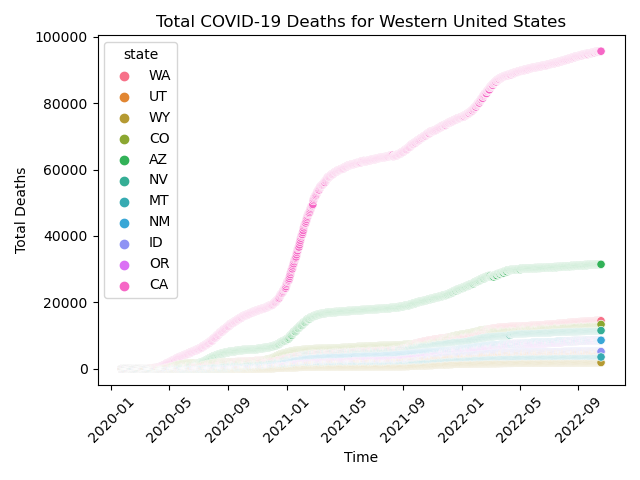 Total COVID-19 Deaths for Western United States
100000
80000
60000
40000
20000
0
Total Deaths
state
WA
UT
WY
CO
AZ
NV
MT
NM
ID
OR
CA
2020-01
2020-05
2020-09
2021-01
2021-05
2021-09
2022-01
2022-05
2022-09
Time